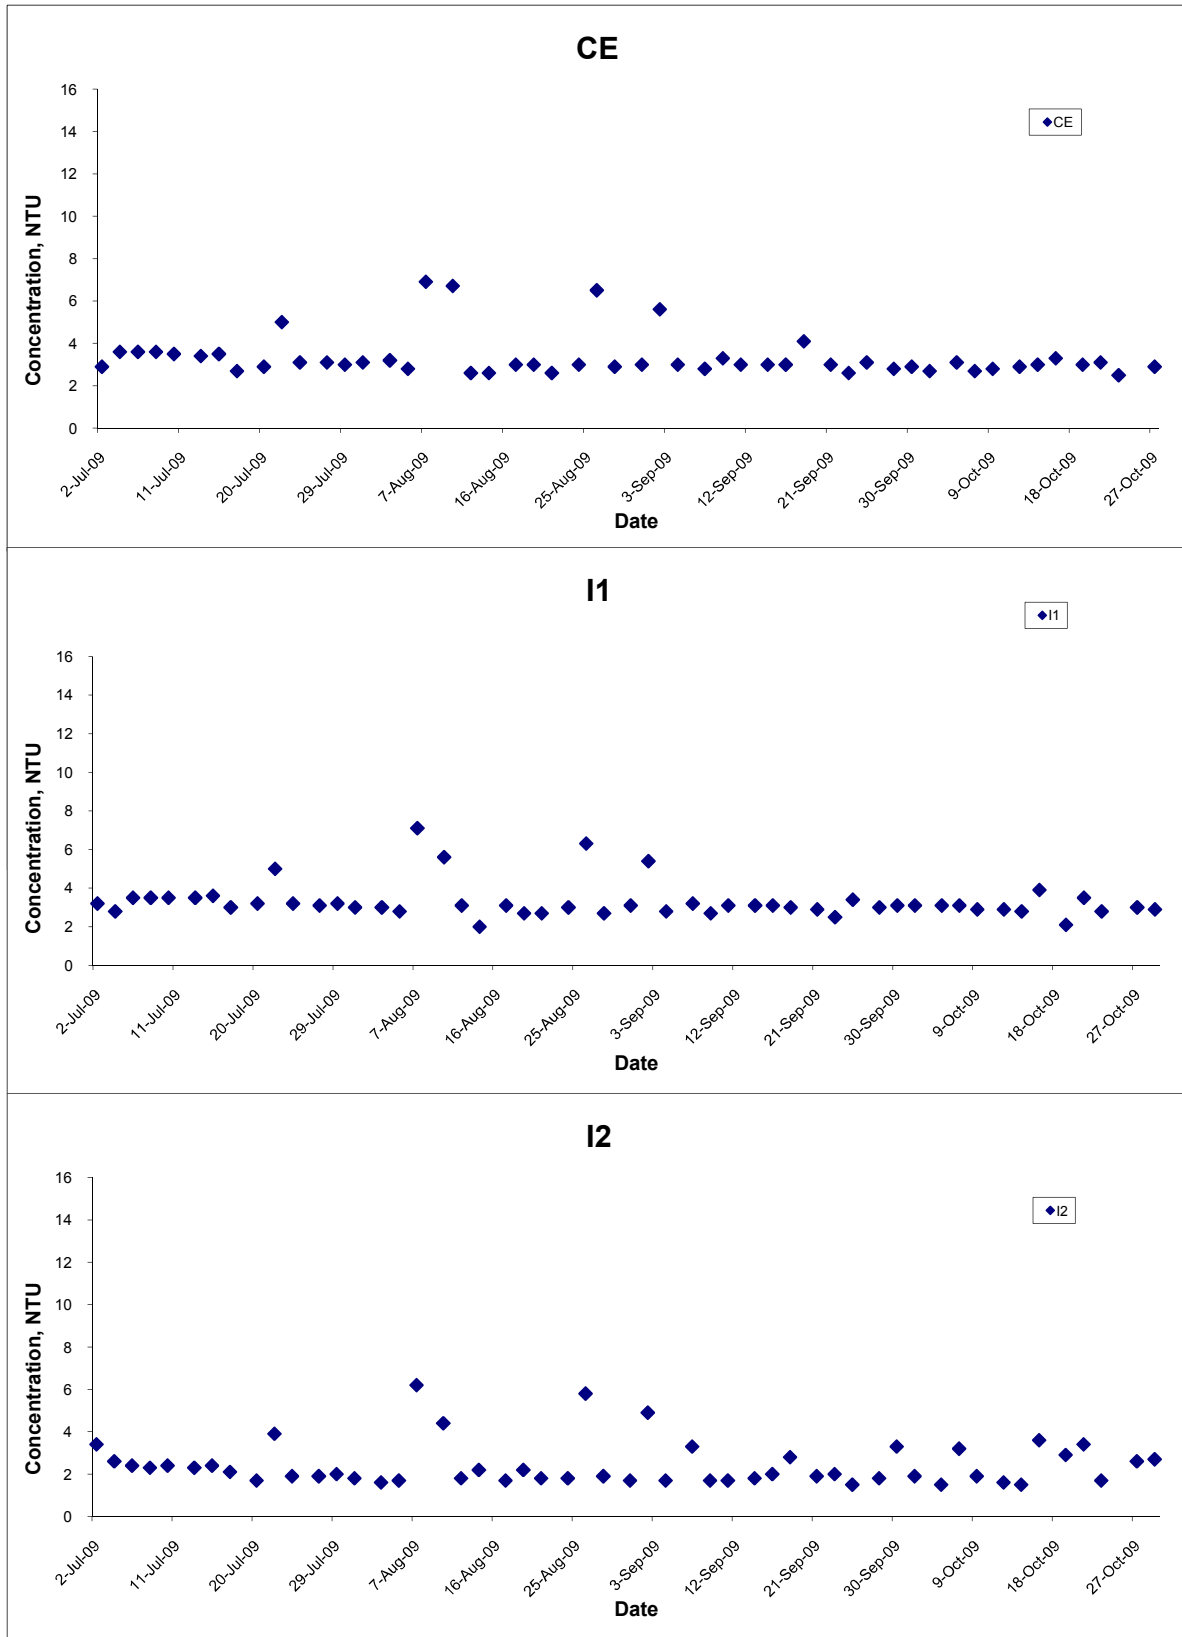 CE
16
14
12
10
8
6
4
2
0
Concentration, NTU
CE
2-Jul-09
11-Jul-09
20-Jul-09
29-Jul-09
7-Aug-09
16-Aug-09
25-Aug-09
3-Sep-09
12-Sep-09
21-Sep-09
30-Sep-09
9-Oct-09
18-Oct-09
27-Oct-09
Date
I1
I1
16
14
12
10
8
6
4
2
0
Concentration, NTU
2-Jul-09
11-Jul-09
20-Jul-09
29-Jul-09
7-Aug-09
16-Aug-09
25-Aug-09
3-Sep-09
12-Sep-09
21-Sep-09
30-Sep-09
9-Oct-09
18-Oct-09
27-Oct-09
Date
I2
16
14
12
10
8
6
4
2
0
Concentration, NTU
I2
2-Jul-09
11-Jul-09
20-Jul-09
29-Jul-09
7-Aug-09
16-Aug-09
25-Aug-09
3-Sep-09
12-Sep-09
21-Sep-09
30-Sep-09
9-Oct-09
18-Oct-09
27-Oct-09
Date